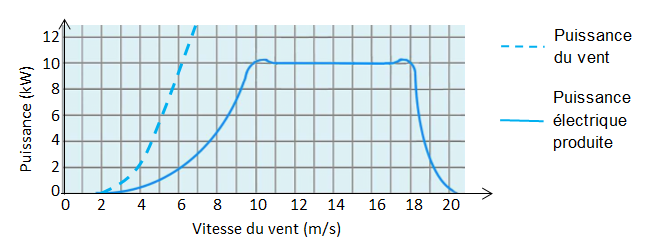 Puissance (kW)
12
10
8
6
4
2
0
0 2 4 6 8 10 12 14 16 18 20
Vitesse du vent (m/s)
Puissance
du vent
Puissance
électrique
produite